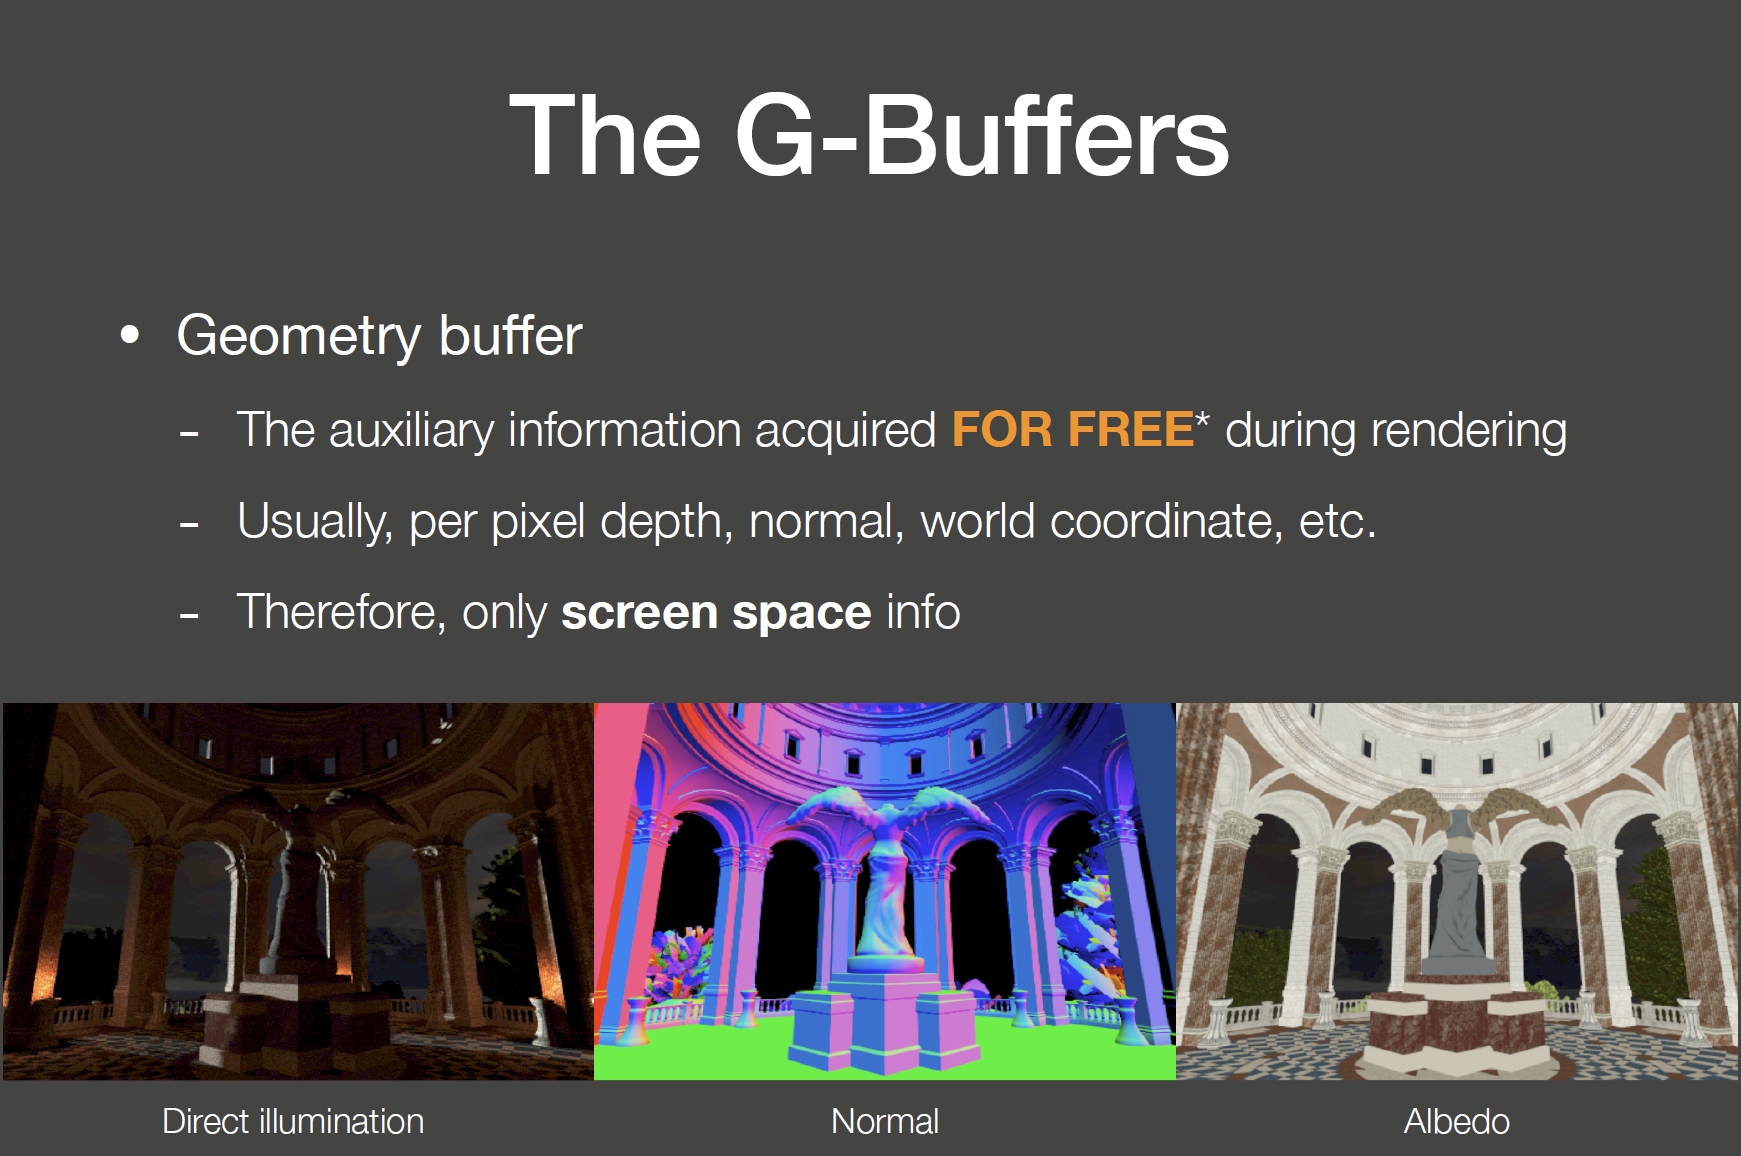 The G-Buffers
• Geometry buffer
- The auxiliary information acquired FOR FREE* during rendering
- Usually, per pixel depth, normal, world coordinate, etc.
- Therefore, only screen space info
Direct illumination
Normal
Albedo